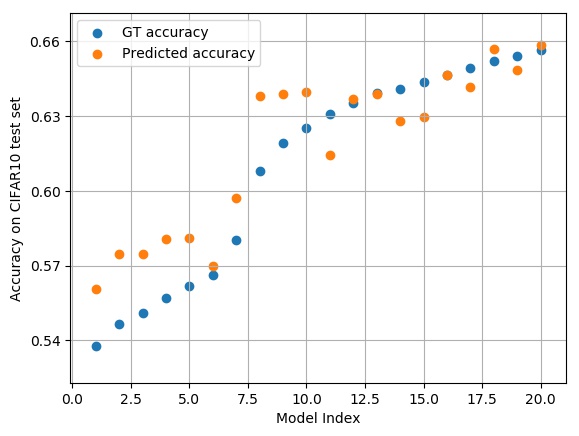 GT accuracy
Predicted accuracy
Accuracy on CIFAR10 test set
0.66
0.63
0.60
0.57
0.54
0.0 2.5 5.0 7.5 10.0 12.5 15.0 17.5 20.0
Model Index